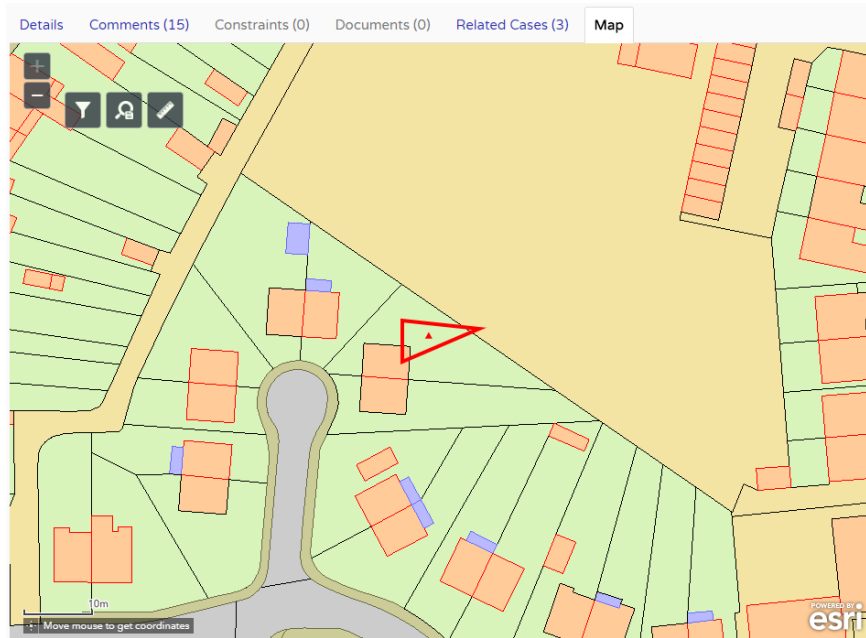 Details Comments (15) Constraints (0) Documents (0) Related Cases (3) Map
10m
Move mouse to get coordinates
POWERED BY
esri